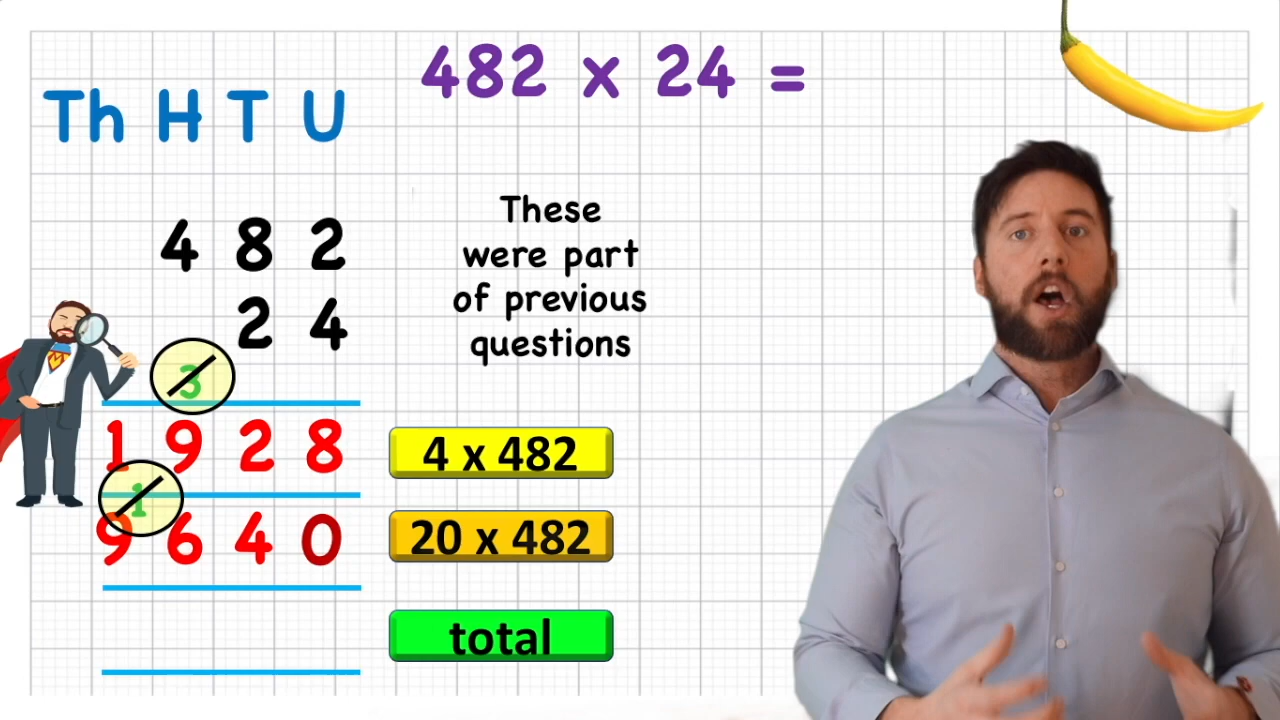 482 x 24 =
Th H T U
4 8 2
2 4
3
1 9 2 8
1
9 6 4 0
These
were part
of previous
questions
4 x 482
20 x 482
total